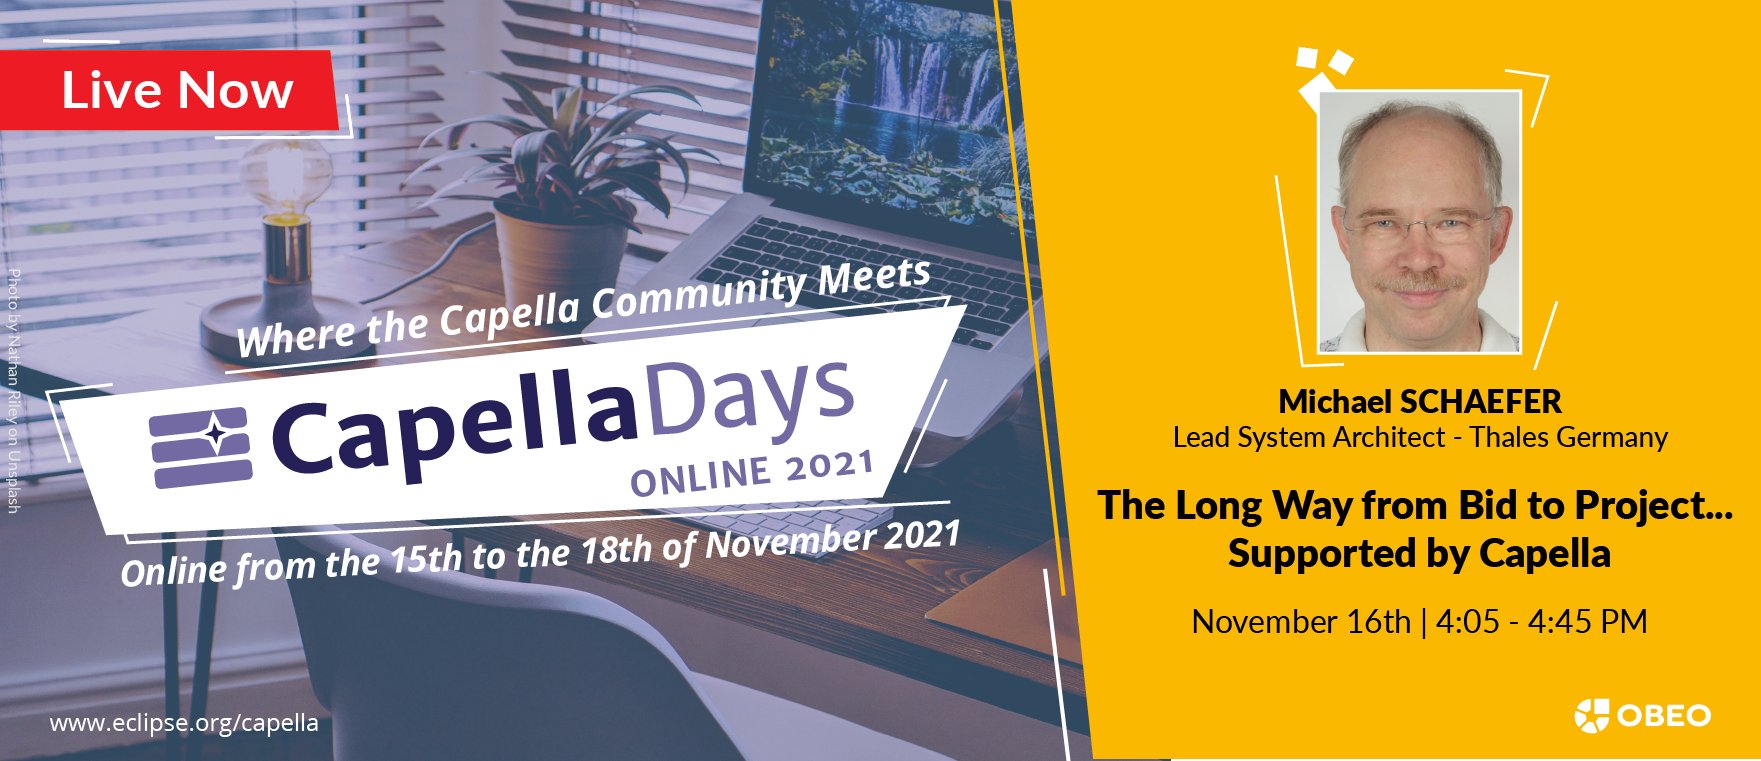 Live Now
Photo by Nathan Riley on Unsplash
Where the Capella Community Meets
CapellaDays
ONLINE 2021
Online from the 15th to the 18th of November 2021
www.eclipse.org/capella
Michael SCHAEFER
Lead System Architect - Thales Germany
The Long Way from Bid to Project...
Supported by Capella
November 16th | 4:05 - 4:45 PM
OBEO